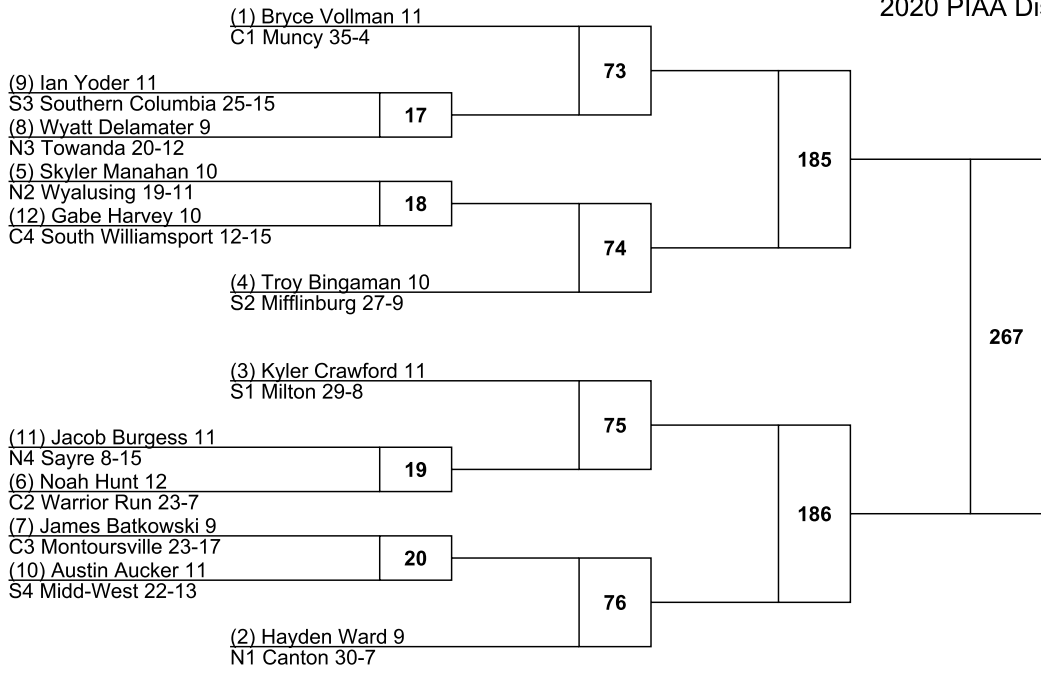 2020 PIAA Dis
(1) Bryce Vollman 11
C1 Muncy 35-4
73
(9) Ian Yoder 11
S3 Southern Columbia 25-15
17
(8) Wyatt Delamater 9
N3 Towanda 20-12
185
(5) Skyler Manahan 10
N2 Wyalusing 19-11
18
(12) Gabe Harvey 10
C4 South Williamsport 12-15
74
(4) Troy Bingaman 10
S2 Mifflinburg 27-9
267
(3) Kyler Crawford 11
S1 Milton 29-8
75
(11) Jacob Burgess 11
N4 Sayre 8-15
19
(6) Noah Hunt 12
C2 Warrior Run 23-7
186
(7) James Batkowski 9
C3 Montoursville 23-17
20
(10) Austin Aucker 11
S4 Midd-West 22-13
76
(2) Hayden Ward 9
N1 Canton 30-7